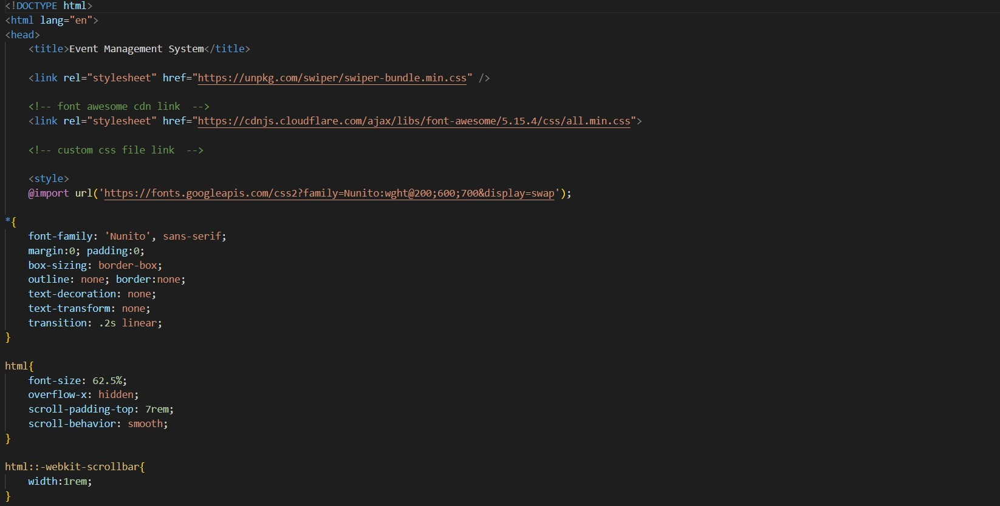 <!DOCTYPE html>
<html lang="en">
<head>
    <title>Event Management System</title>

    <link rel="stylesheet" href="https://unpkg.com/swiper/swiper-bundle.min.css" />

    <!-- font awesome cdn link  -->
    <link rel="stylesheet" href="https://cdnjs.cloudflare.com/ajax/libs/font-awesome/5.15.4/css/all.min.css">

    <!-- custom css file link  -->

    <style>
    @import url('https://fonts.googleapis.com/css2?family=Nunito:wght@200;600;700&display=swap');

*{
    font-family: 'Nunito', sans-serif;
    margin:0; padding:0;
    box-sizing: border-box;
    outline: none; border:none;
    text-decoration: none;
    text-transform: none;
    transition: .2s linear;
}

html{
    font-size: 62.5%;
    overflow-x: hidden;
    scroll-padding-top: 7rem;
    scroll-behavior: smooth;
}

html::-webkit-scrollbar{
    width:1rem;
}